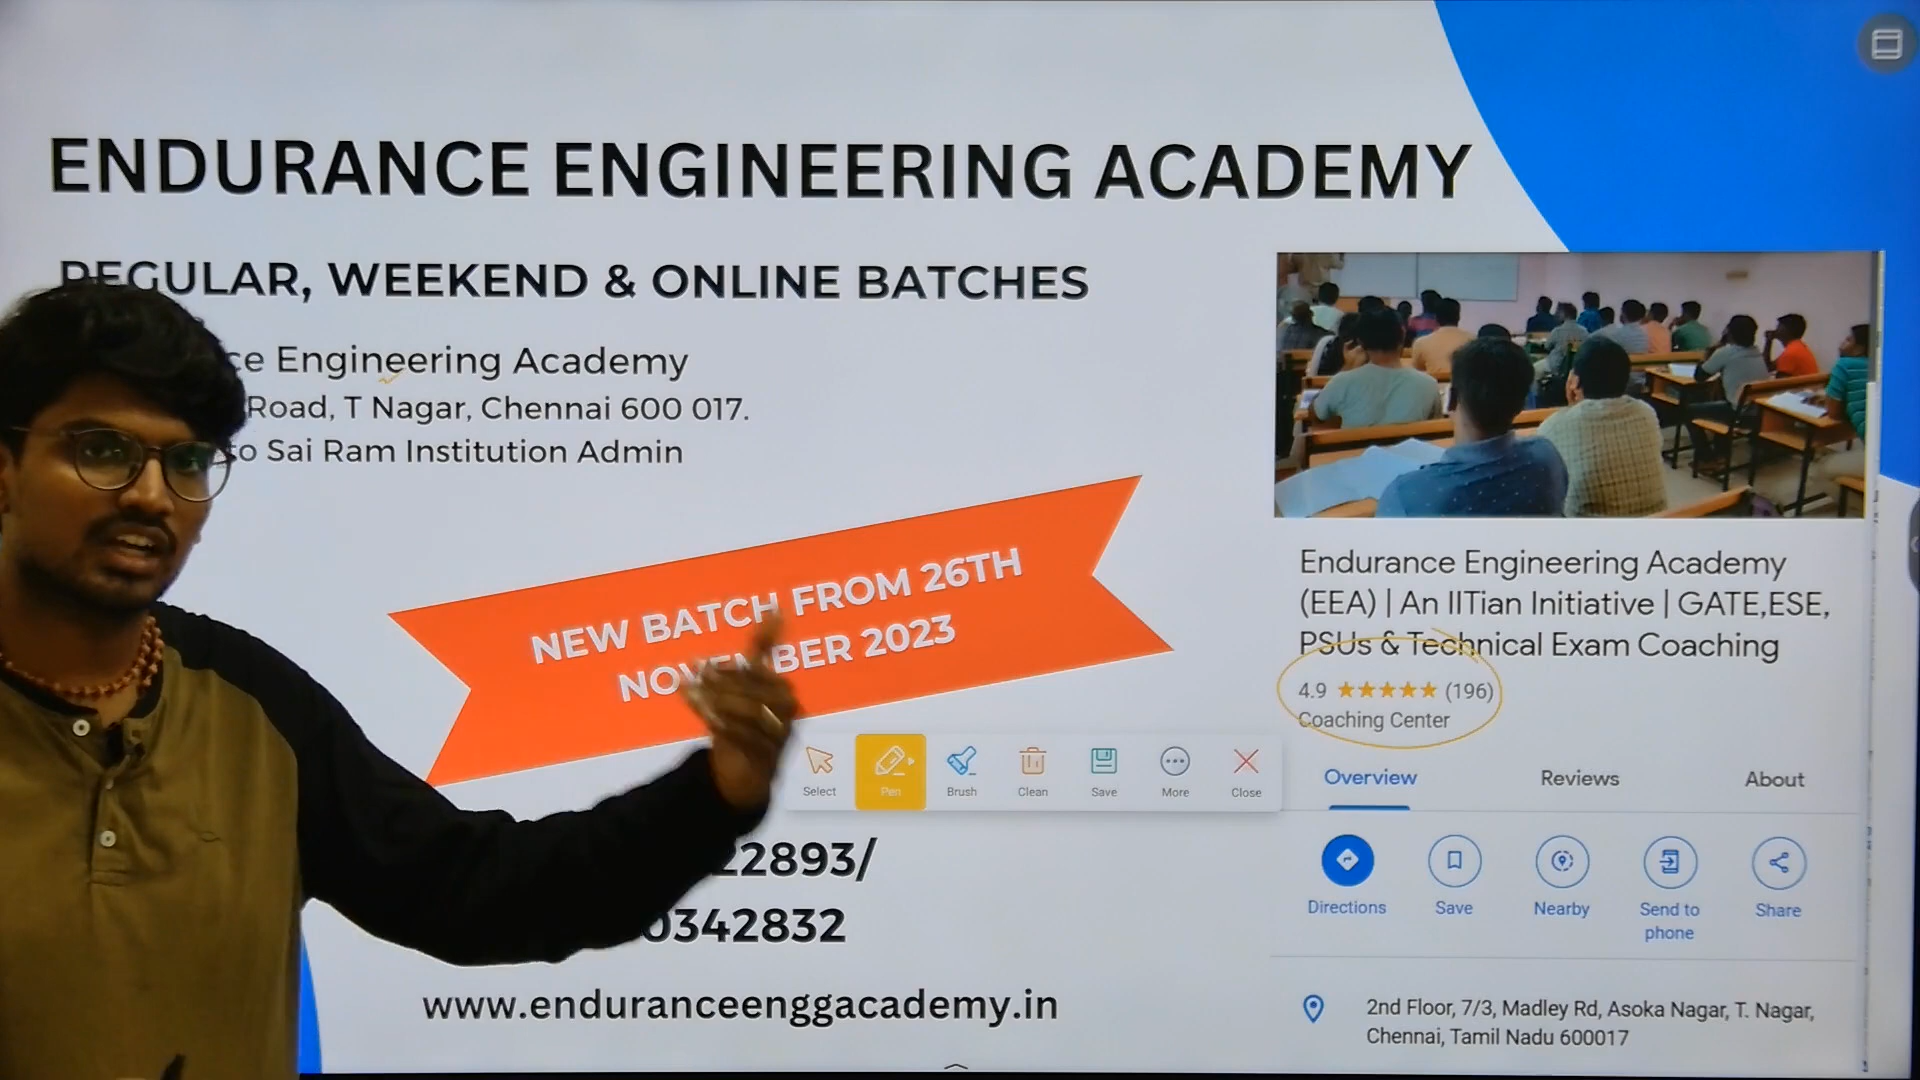 ENDURANCE ENGINEERING ACADEMY
REGULAR, WEEKEND & ONLINE BATCHES
Engineering Academy
Road, T Nagar, Chennai 600 017.
to Sai Ram Institution Admin
NEW BATCH FROM 26TH
NOVEMBER 2023
22893/
0342832
www.enduranceenggacademy.in
Endurance Engineering Academy
(EEA) | An IITian Initiative | GATE,ESE,
PSUs & Technical Exam Coaching
4.9 ★★★★★ (196)
Coaching Center
Overview Reviews About
Directions Save Nearby Send to phone Share
2nd Floor, 7/3, Madley Rd, Asoka Nagar, T. Nagar,
Chennai, Tamil Nadu 600017
Select Pen Brush Clean Save More Close